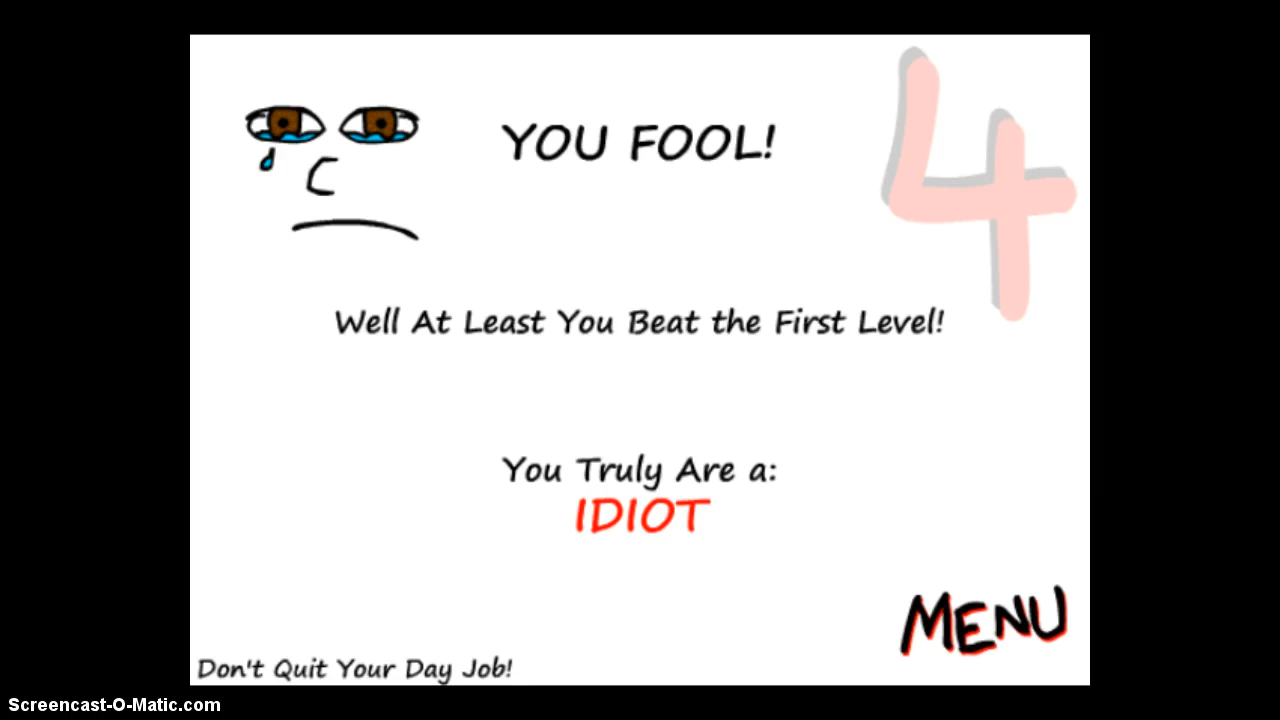 4
YOU FOOL!
Well At Least You Beat the First Level!
You Truly Are a:
IDIOT
MENU
Don't Quit Your Day Job!
Screencast-O-Matic.com